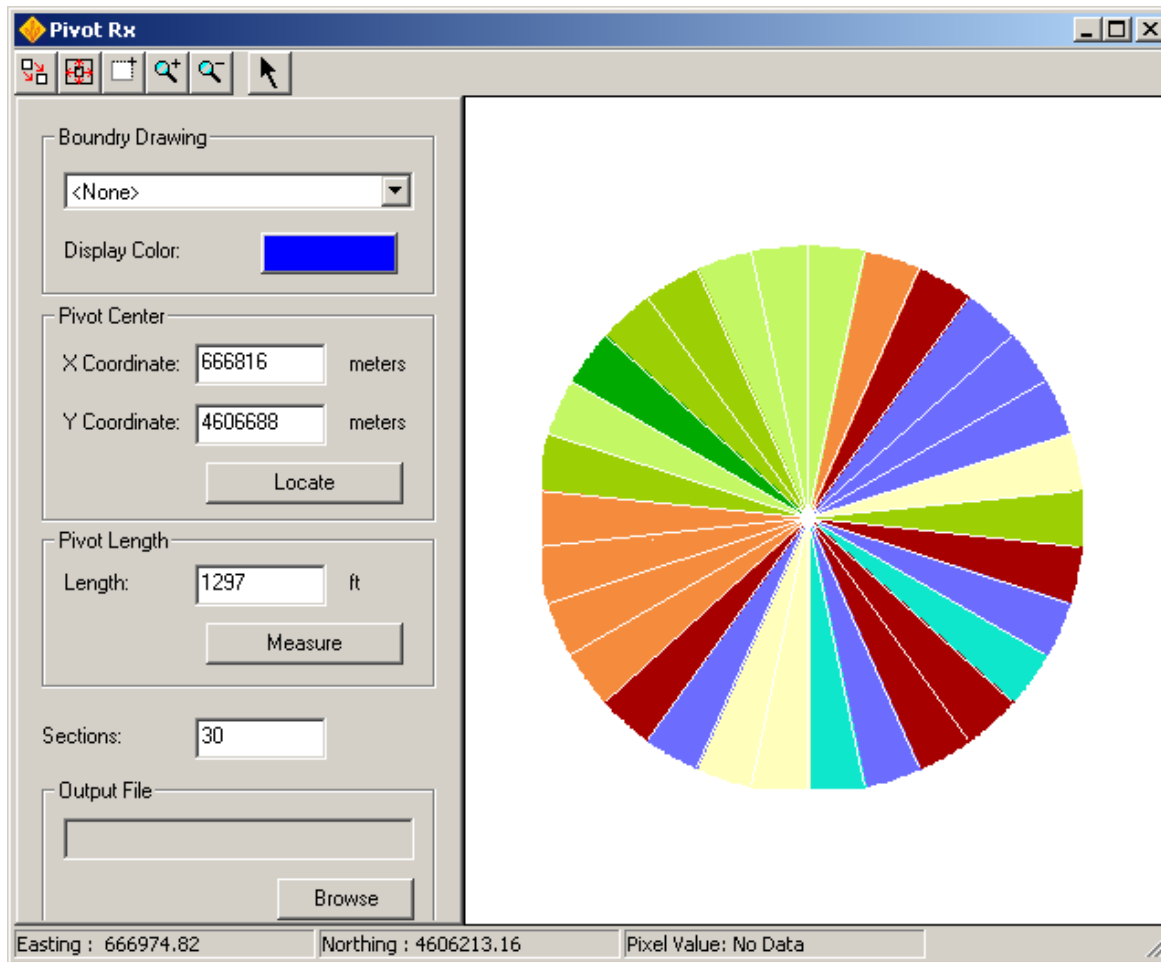 Pivot Rx
Boundry Drawing
<None>
Display Color:
Pivot Center
X Coordinate: 666816 meters
Y Coordinate: 4606688 meters
Locate
Pivot Length
Length: 1297 ft
Measure
Sections: 30
Output File
Browse
Easting : 666974.82 Northing : 4606213.16 Pixel Value: No Data